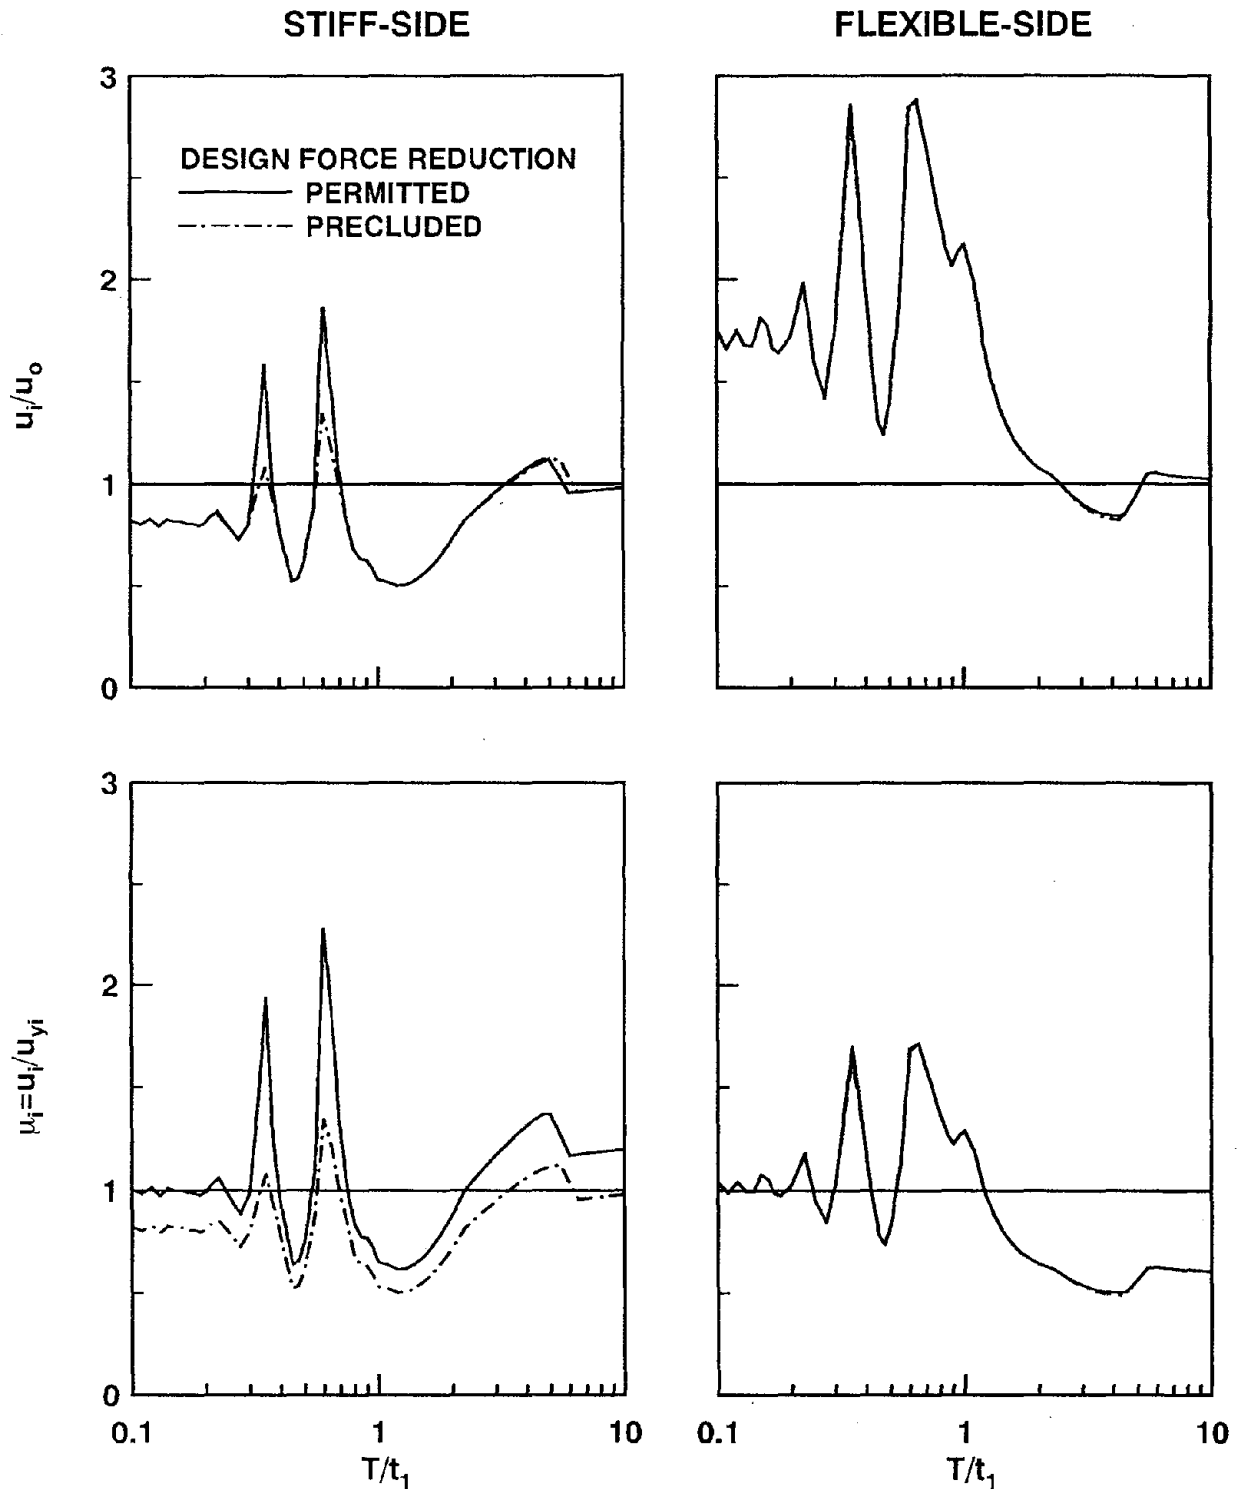 STIFF-SIDE
FLEXIBLE-SIDE
3
2
1
0
uᵢ/uₒ
DESIGN FORCE REDUCTION
PERMITTED
PRECLUDED
3
2
1
0
μᵢ=uᵢ/u_yi
0.1 1 10
T/t₁
0.1 1 10
T/t₁